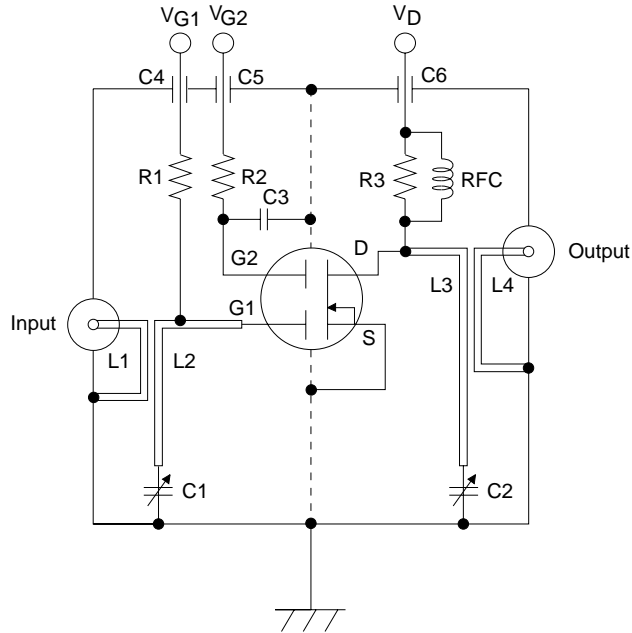 VG1 VG2 VD
C4 C5 C6
R1 R2 R3 RFC
C3
G2 D Output
L3 L4
Input G1
L1 L2 S
C1 C2